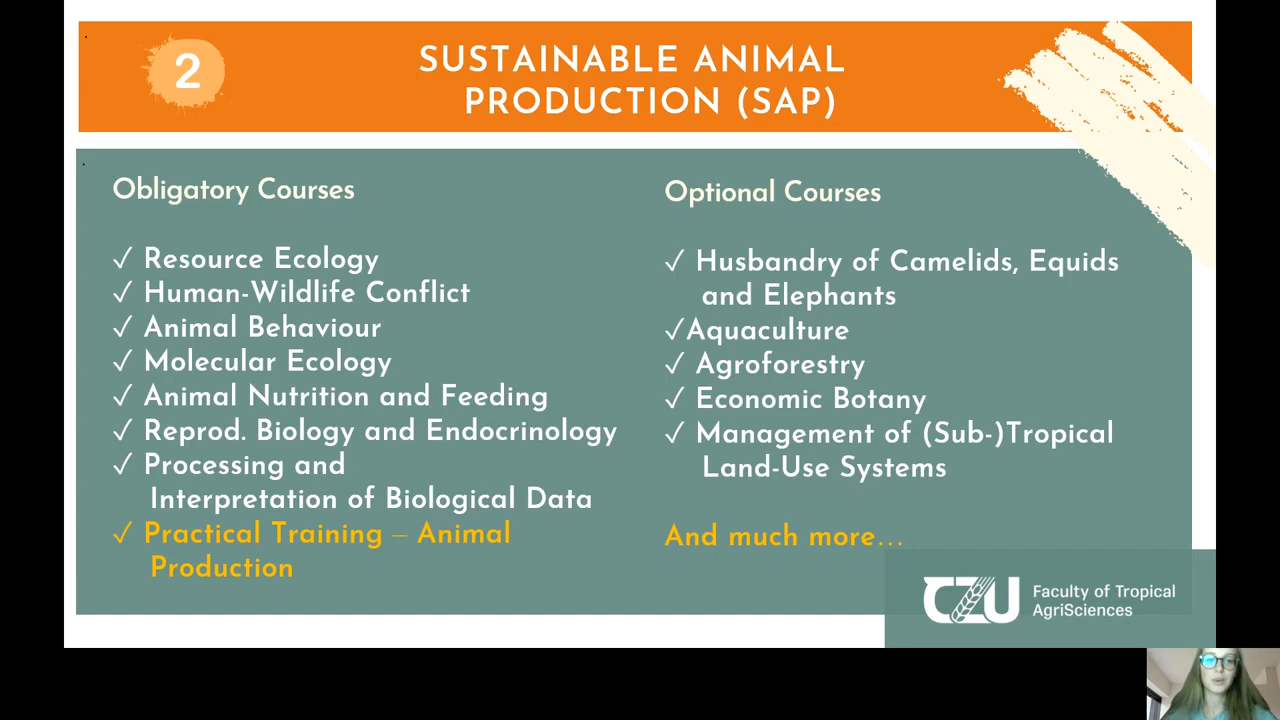 2
SUSTAINABLE ANIMAL
PRODUCTION (SAP)
Obligatory Courses
✓ Resource Ecology
✓ Human-Wildlife Conflict
✓ Animal Behaviour
✓ Molecular Ecology
✓ Animal Nutrition and Feeding
✓ Reprod. Biology and Endocrinology
✓ Processing and
Interpretation of Biological Data
✓ Practical Training – Animal
Production
Optional Courses
✓ Husbandry of Camelids, Equids
and Elephants
✓Aquaculture
✓ Agroforestry
✓ Economic Botany
✓ Management of (Sub-)Tropical
Land-Use Systems
And much more...
CZU
Faculty of Tropical
AgriSciences